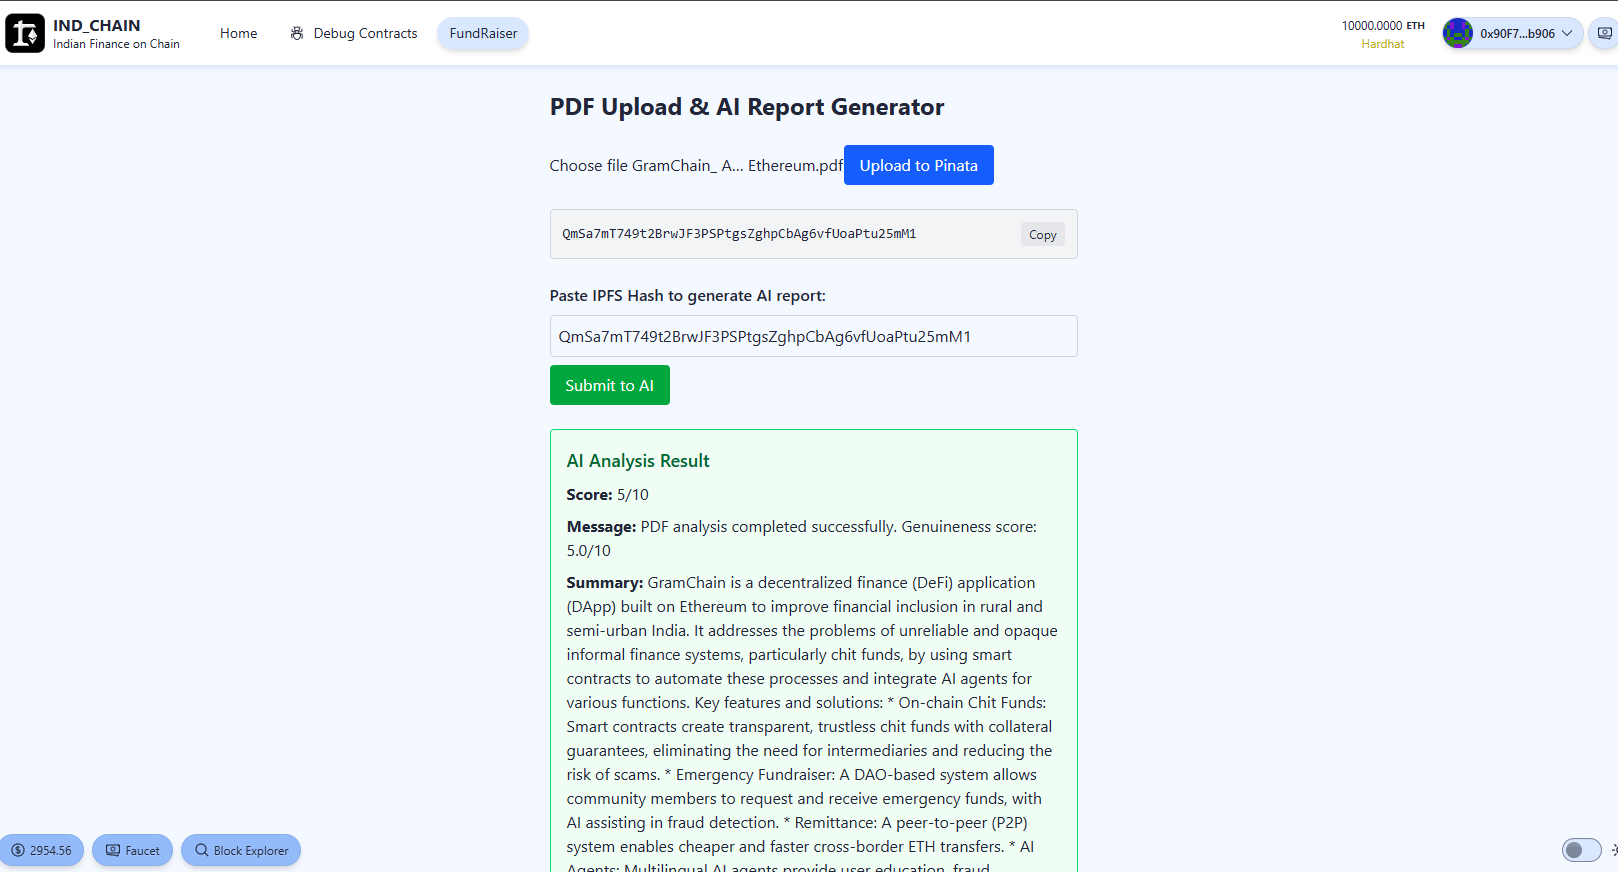 IND_CHAIN
Indian Finance on Chain
Home
Debug Contracts
FundRaiser
10000.0000 ETH
Hardhat
0x90F7...b906
PDF Upload & AI Report Generator
Choose file GramChain_ A... Ethereum.pdf
Upload to Pinata
QmSa7mT749t2BrwJF3PSPtgsZghpCbAg6vfUoaPtu25mM1
Copy
Paste IPFS Hash to generate AI report:
QmSa7mT749t2BrwJF3PSPtgsZghpCbAg6vfUoaPtu25mM1
Submit to AI
AI Analysis Result
Score: 5/10
Message: PDF analysis completed successfully. Genuineness score:
5.0/10
Summary: GramChain is a decentralized finance (DeFi) application
(DApp) built on Ethereum to improve financial inclusion in rural and
semi-urban India. It addresses the problems of unreliable and opaque
informal finance systems, particularly chit funds, by using smart
contracts to automate these processes and integrate AI agents for
various functions. Key features and solutions: * On-chain Chit Funds:
Smart contracts create transparent, trustless chit funds with collateral
guarantees, eliminating the need for intermediaries and reducing the
risk of scams. * Emergency Fundraiser: A DAO-based system allows
community members to request and receive emergency funds, with
AI assisting in fraud detection. * Remittance: A peer-to-peer (P2P)
system enables cheaper and faster cross-border ETH transfers. * AI
Agents: Multilingual AI agents provide user education, fraud
2954.56
Faucet
Block Explorer